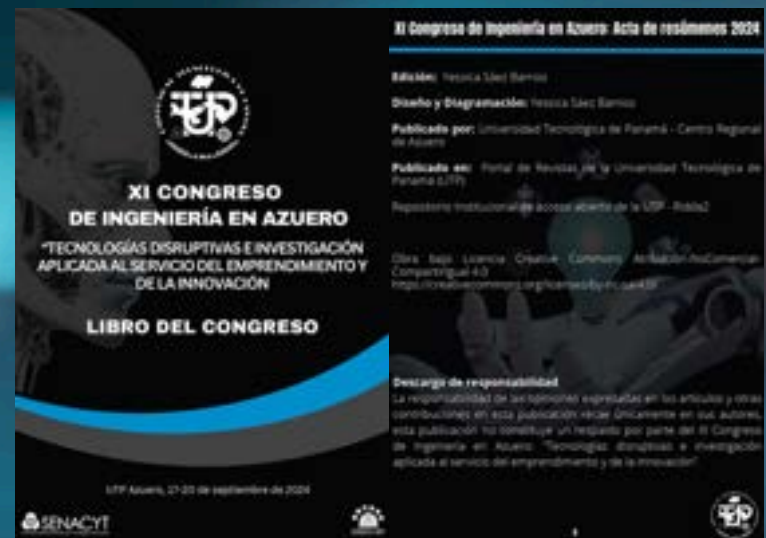 XI CONGRESO
DE INGENIERÍA EN AZUERO
"TECNOLOGÍAS DISRUPTIVAS E INVESTIGACIÓN
APLICADA AL SERVICIO DEL EMPRENDIMIENTO Y
DE LA INNOVACIÓN
LIBRO DEL CONGRESO
UTP Azuero, 17-20 de septiembre de 2024
SENACYT
XI Congreso de Ingeniería en Azuero: Acta de resúmenes 2024
Edición: Yessica Sáez Barrios
Diseño y Diagramación: Yessica Sáez Barrios
Publicado por: Universidad Tecnológica de Panamá - Centro Regional
de Azuero
Publicado en: Portal de Revistas de la Universidad Tecnológica de
Panamá (UTP)
Repositorio Institucional de acceso abierto de la UTP - Ridda2
Obra bajo Licencia Creative Commons Atribución-NoComercial-
CompartirIgual 4.0
Descargo de responsabilidad
La responsabilidad de las opiniones expresadas en los artículos y otras
contribuciones en esta publicación recae únicamente en sus autores,
esta publicación no constituye un respaldo por parte del XI Congreso
de Ingeniería en Azuero: "Tecnologías disruptivas e investigación
aplicada al servicio del emprendimiento y de la innovación"